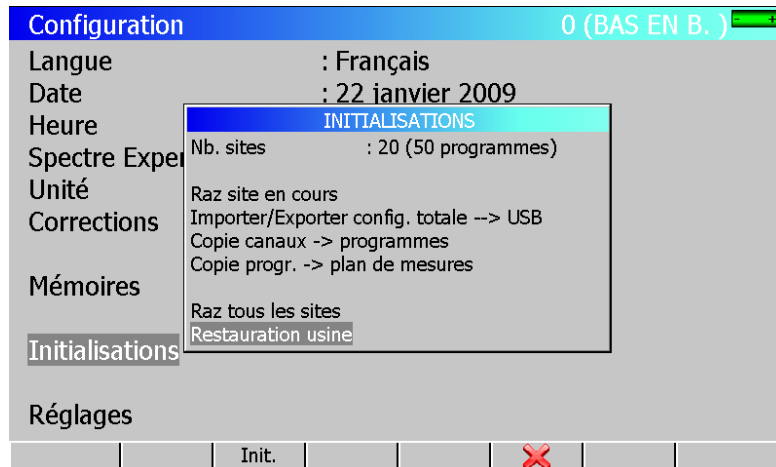 Configuration 0 (BAS EN B. )
- +
Langue : Français
Date : 22 janvier 2009
Heure
Spectre Exper
Unité
Corrections
Mémoires
Initialisations
Réglages
INITIALISATIONS
Nb. sites : 20 (50 programmes)
Raz site en cours
Importer/Exporter config. totale --> USB
Copie canaux -> programmes
Copie progr. -> plan de mesures
Raz tous les sites
Restauration usine
Init.